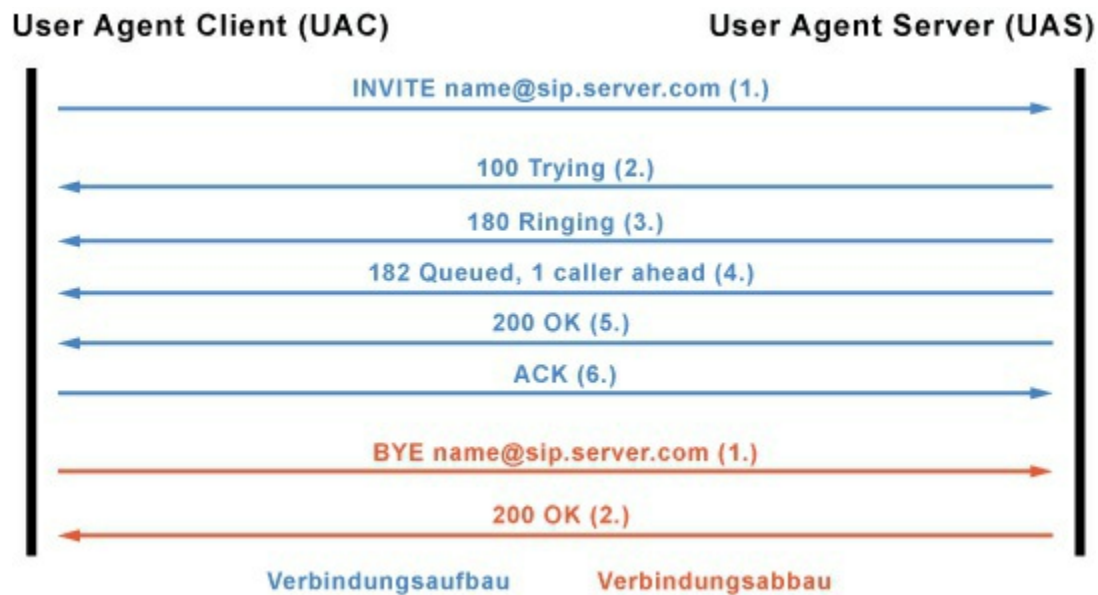 User Agent Client (UAC)
User Agent Server (UAS)
INVITE name@sip.server.com (1.)
100 Trying (2.)
180 Ringing (3.)
182 Queued, 1 caller ahead (4.)
200 OK (5.)
ACK (6.)
BYE name@sip.server.com (1.)
200 OK (2.)
Verbindungsaufbau
Verbindungsabbau